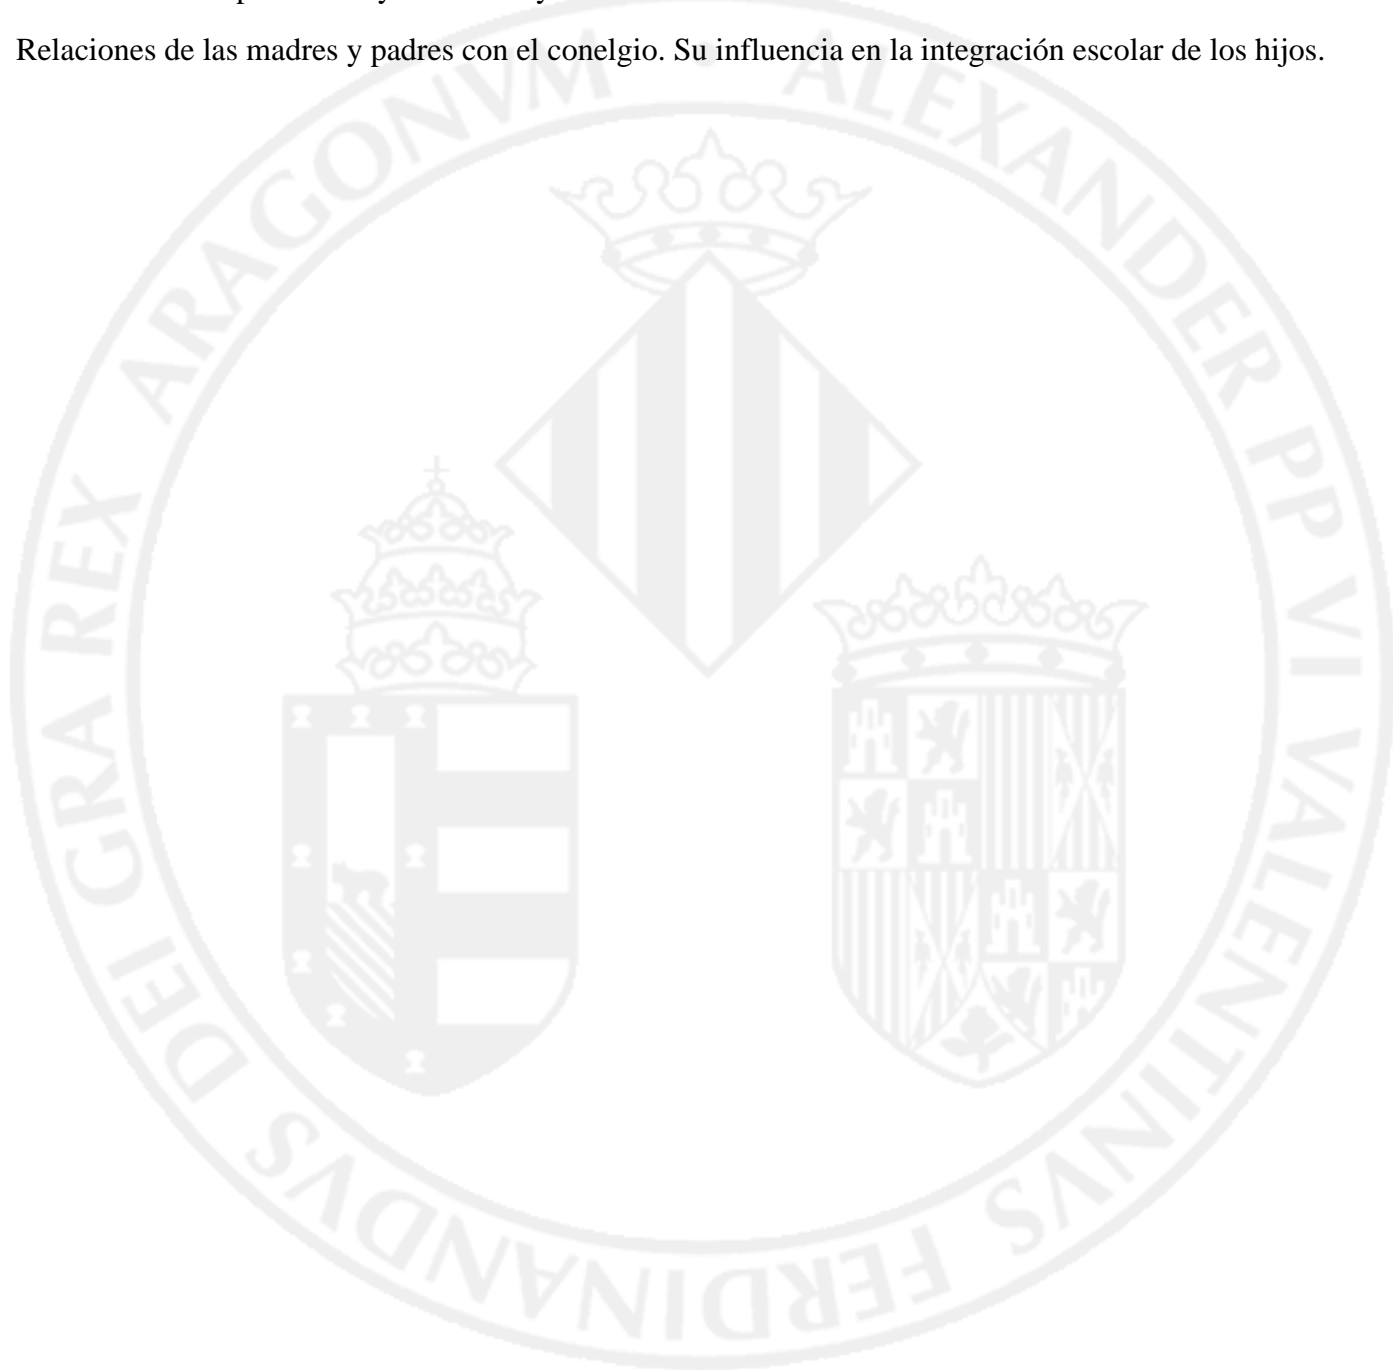 Relaciones de las madres y padres con el conelgio. Su influencia en la integración escolar de los hijos.
FERDINANDVS DEI GRA REX ARAGONVM • ALEXANDER PP VI VALENTINVS